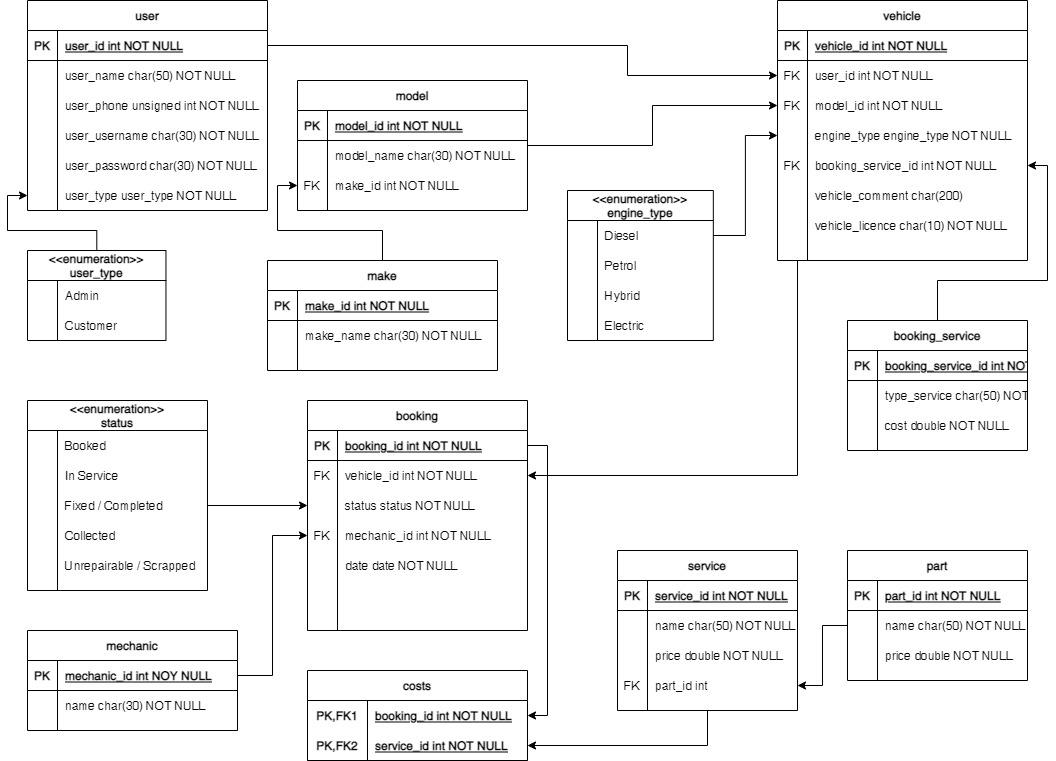 user
PK user_id int NOT NULL
user_name char(50) NOT NULL
user_phone unsigned int NOT NULL
user_username char(30) NOT NULL
user_password char(30) NOT NULL
user_type user_type NOT NULL
<<enumeration>>
user_type
Admin
Customer
model
PK model_id int NOT NULL
model_name char(30) NOT NULL
FK make_id int NOT NULL
make
PK make_id int NOT NULL
make_name char(30) NOT NULL
<<enumeration>>
engine_type
Diesel
Petrol
Hybrid
Electric
vehicle
PK vehicle_id int NOT NULL
FK user_id int NOT NULL
FK model_id int NOT NULL
engine_type engine_type NOT NULL
FK booking_service_id int NOT NULL
vehicle_comment char(200)
vehicle_licence char(10) NOT NULL
booking_service
PK booking_service_id int NO
type_service char(50) NOT
cost double NOT NULL
<<enumeration>>
status
Booked
In Service
Fixed / Completed
Collected
Unrepairable / Scrapped
booking
PK booking_id int NOT NULL
FK vehicle_id int NOT NULL
status status NOT NULL
FK mechanic_id int NOT NULL
date date NOT NULL
mechanic
PK mechanic_id int NOY NULL
name char(30) NOT NULL
costs
PK,FK1 booking_id int NOT NULL
PK,FK2 service_id int NOT NULL
service
PK service_id int NOT NULL
name char(50) NOT NULL
price double NOT NULL
FK part_id int
part
PK part_id int NOT NULL
name char(50) NOT NULL
price double NOT NULL